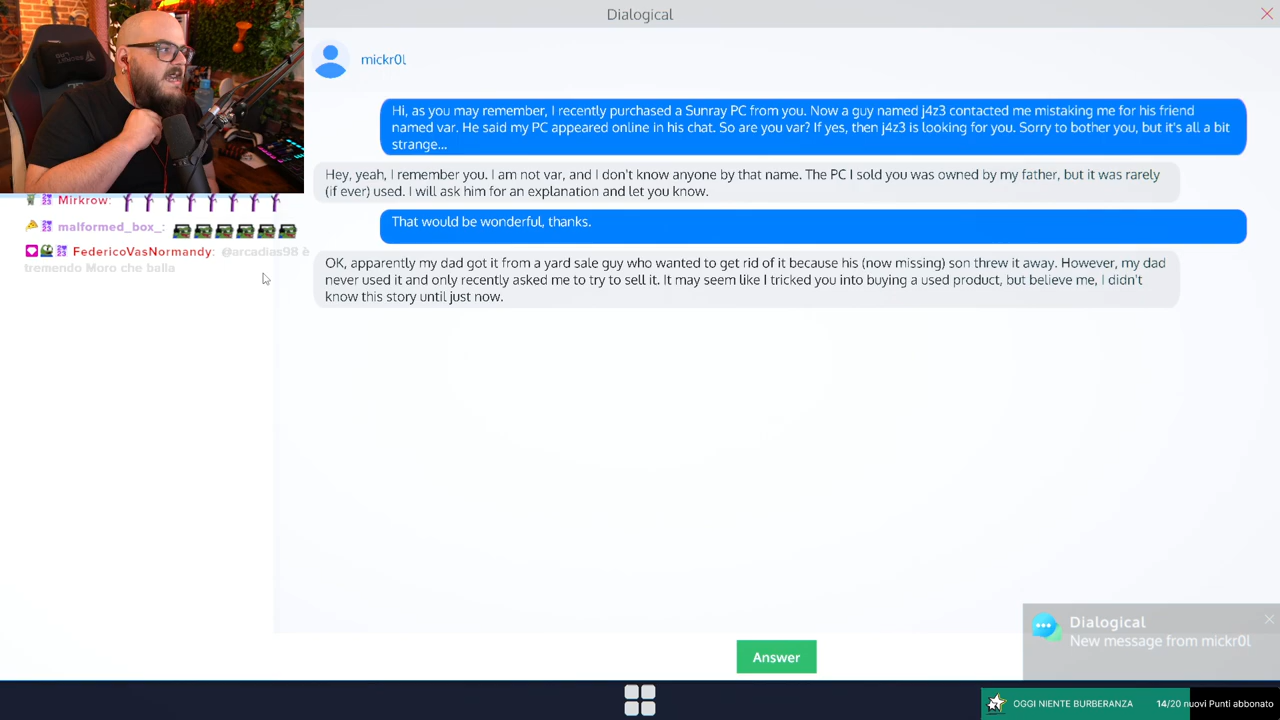 Dialogical
mickr0l
Hi, as you may remember, I recently purchased a Sunray PC from you. Now a guy named j4z3 contacted me mistaking me for his friend
named var. He said my PC appeared online in his chat. So are you var? If yes, then j4z3 is looking for you. Sorry to bother you, but it's all a bit
strange...
Hey, yeah, I remember you. I am not var, and I don't know anyone by that name. The PC I sold you was owned by my father, but it was rarely
(if ever) used. I will ask him for an explanation and let you know.
That would be wonderful, thanks.
OK, apparently my dad got it from a yard sale guy who wanted to get rid of it because his (now missing) son threw it away. However, my dad
never used it and only recently asked me to try to sell it. It may seem like I tricked you into buying a used product, but believe me, I didn't
know this story until just now.
Mirkrow:
malformed_box_:
FedericoVasNormandy: @arcadias98 è
tremendo Moro che balla
Answer
Dialogical
New message from mickr0l
OGGI NIENTE BURBERANZA 14/20 nuovi Punti abbonato